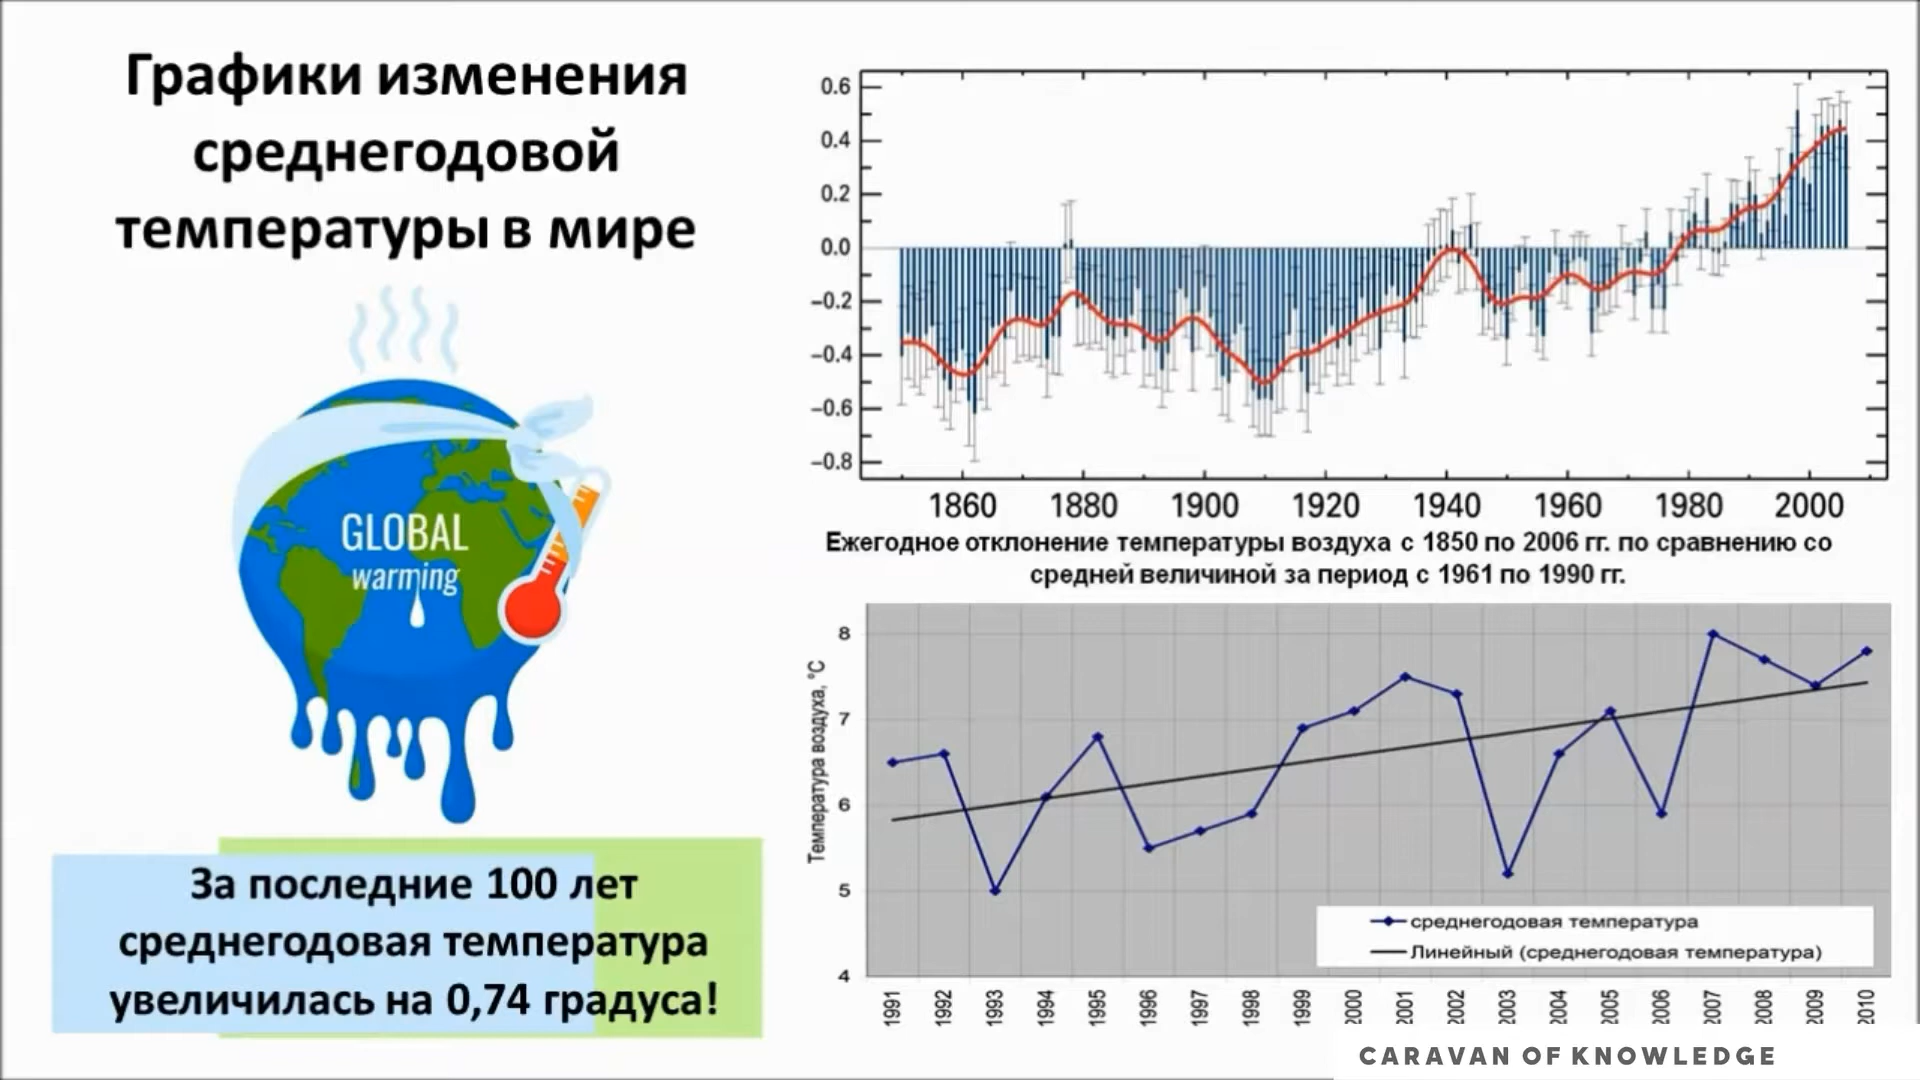 Графики изменения
среднегодовой
температуры в мире
GLOBAL
warming
За последние 100 лет
среднегодовая температура
увеличилась на 0,74 градуса!
0.6
0.4
0.2
0.0
−0.2
−0.4
−0.6
−0.8
1860 1880 1900 1920 1940 1960 1980 2000
Ежегодное отклонение температуры воздуха с 1850 по 2006 гг. по сравнению со
средней величиной за период с 1961 по 1990 гг.
Температура воздуха, °С
8
7
6
5
4
среднегодовая температура
Линейный (среднегодовая температура)
1991 1992 1993 1994 1995 1996 1997 1998 1999 2000 2001 2002 2003 2004 2005 2006 2007 2008 2009 2010
CARAVAN OF KNOWLEDGE